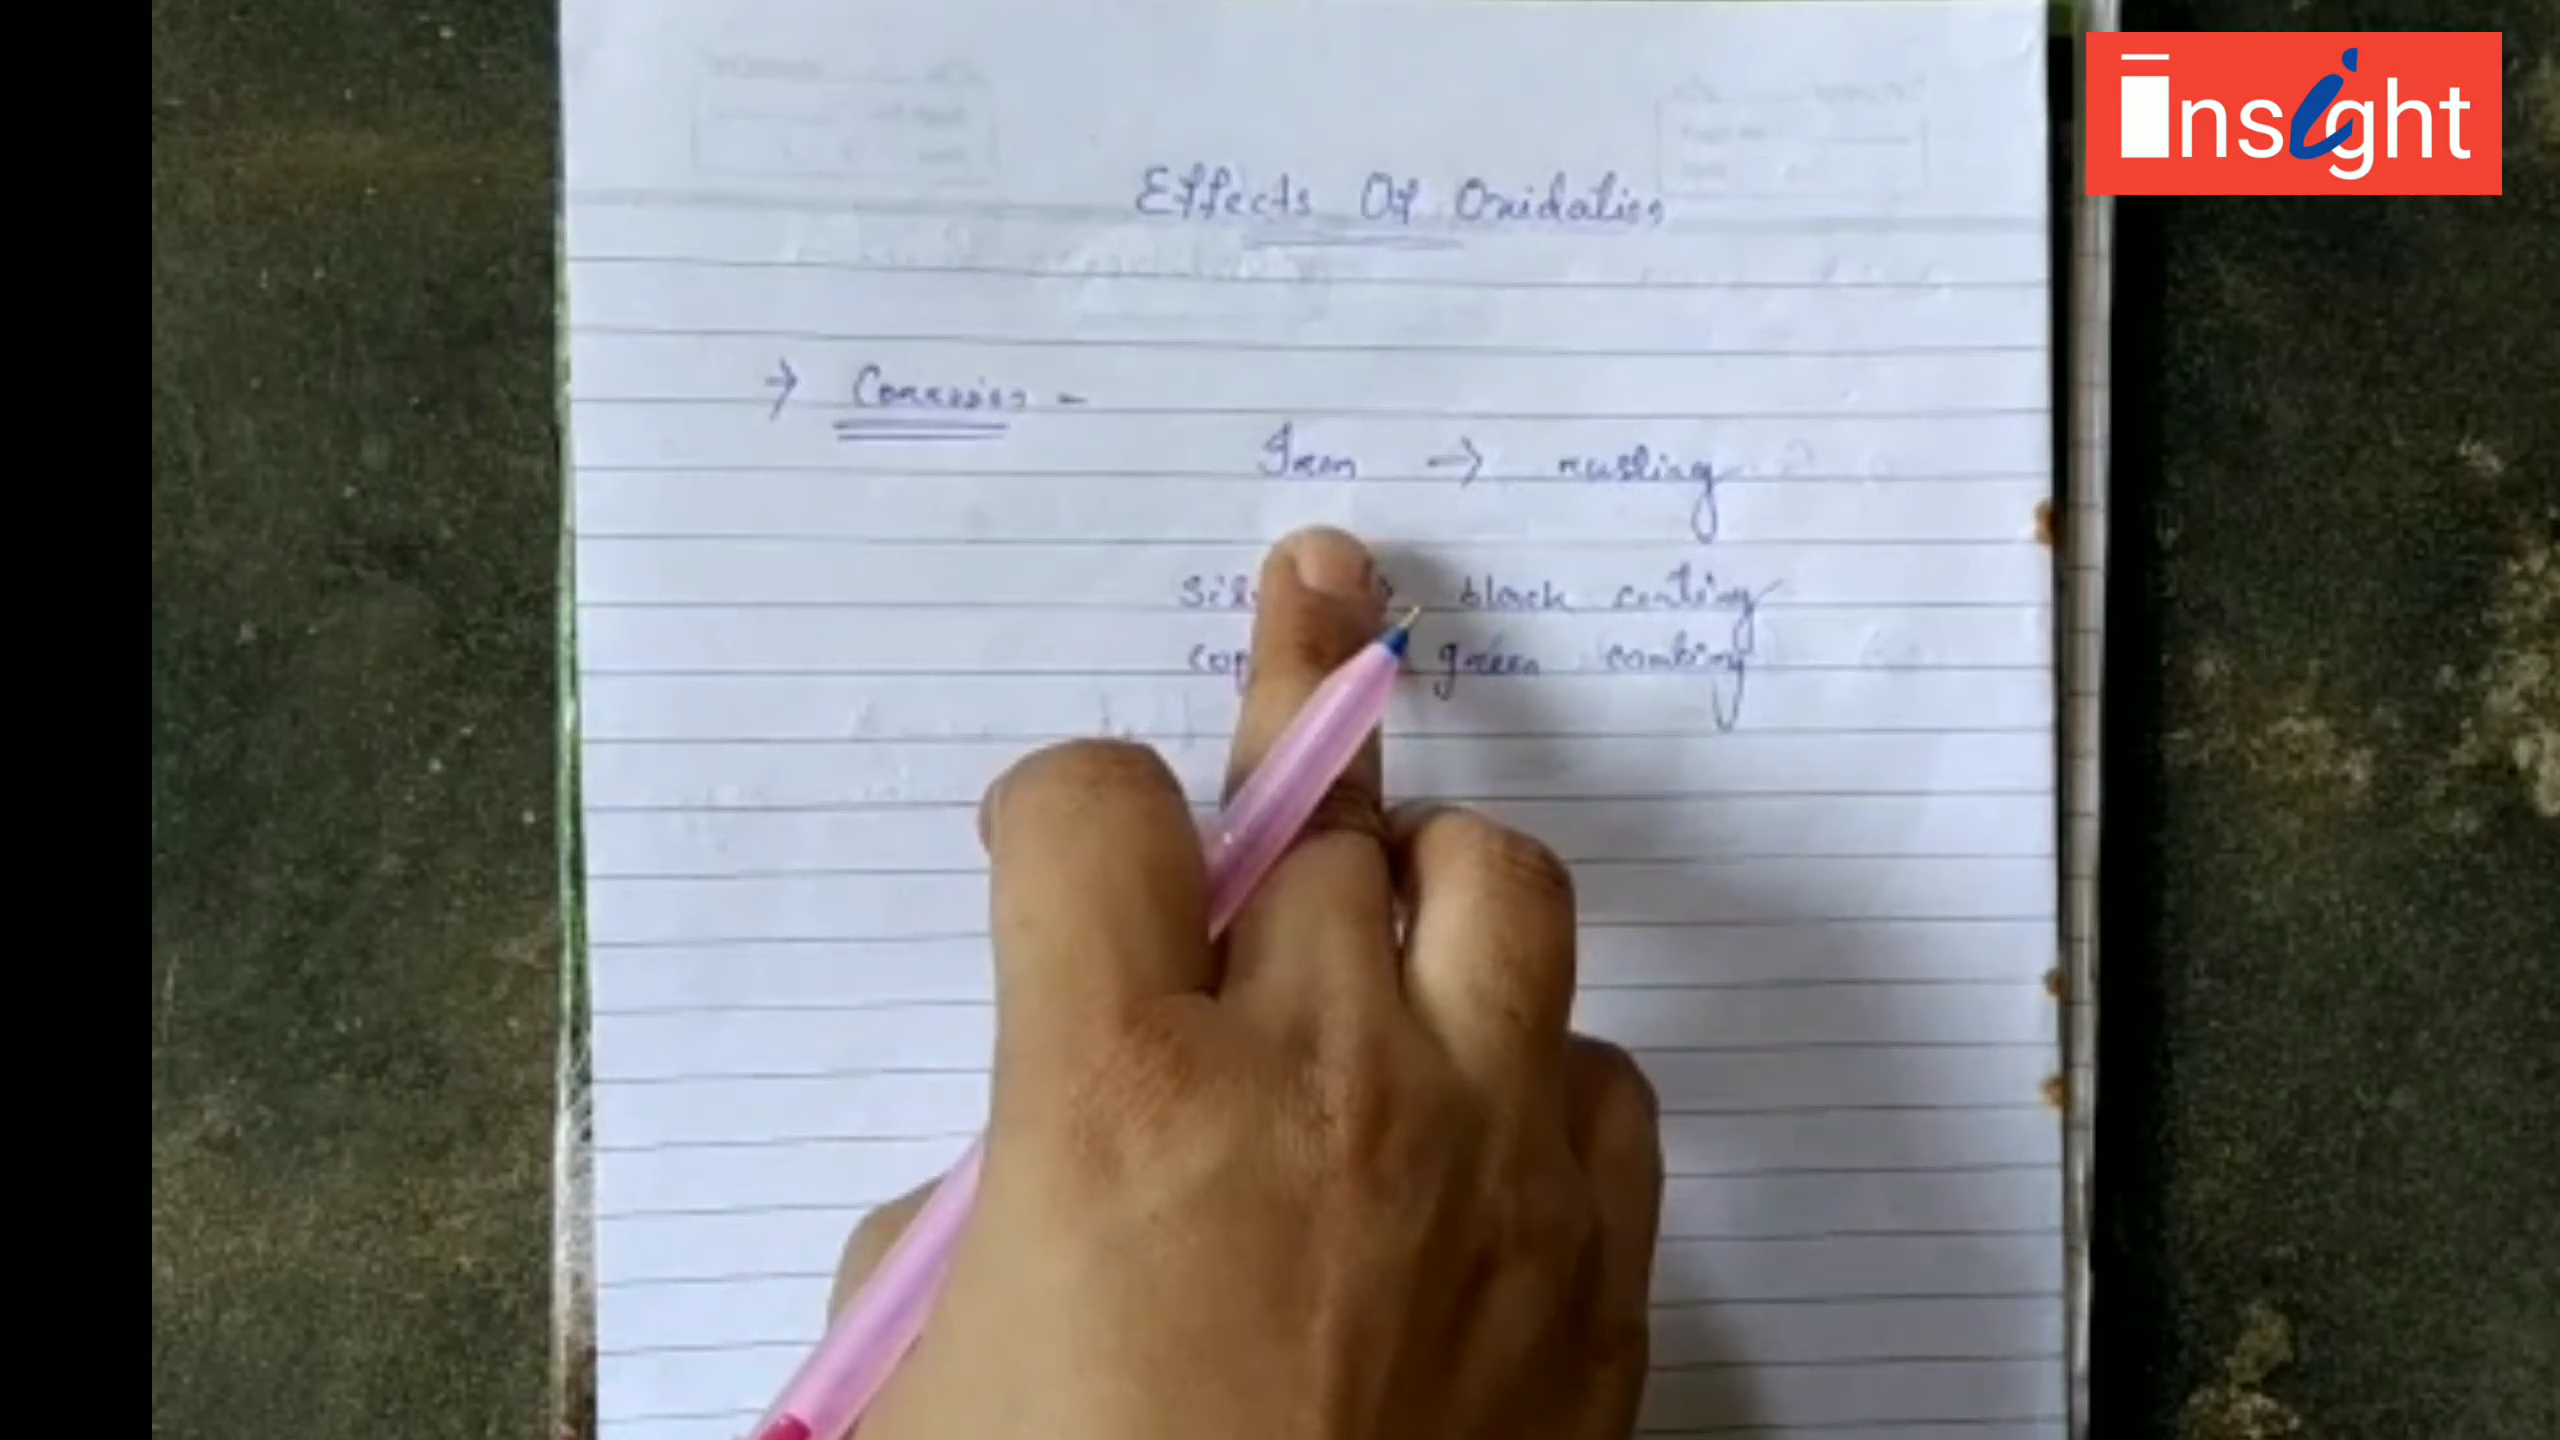 Insight
Effects Of Oxidation
→ Corrosion -
Iron → rusting
black coating
green coating